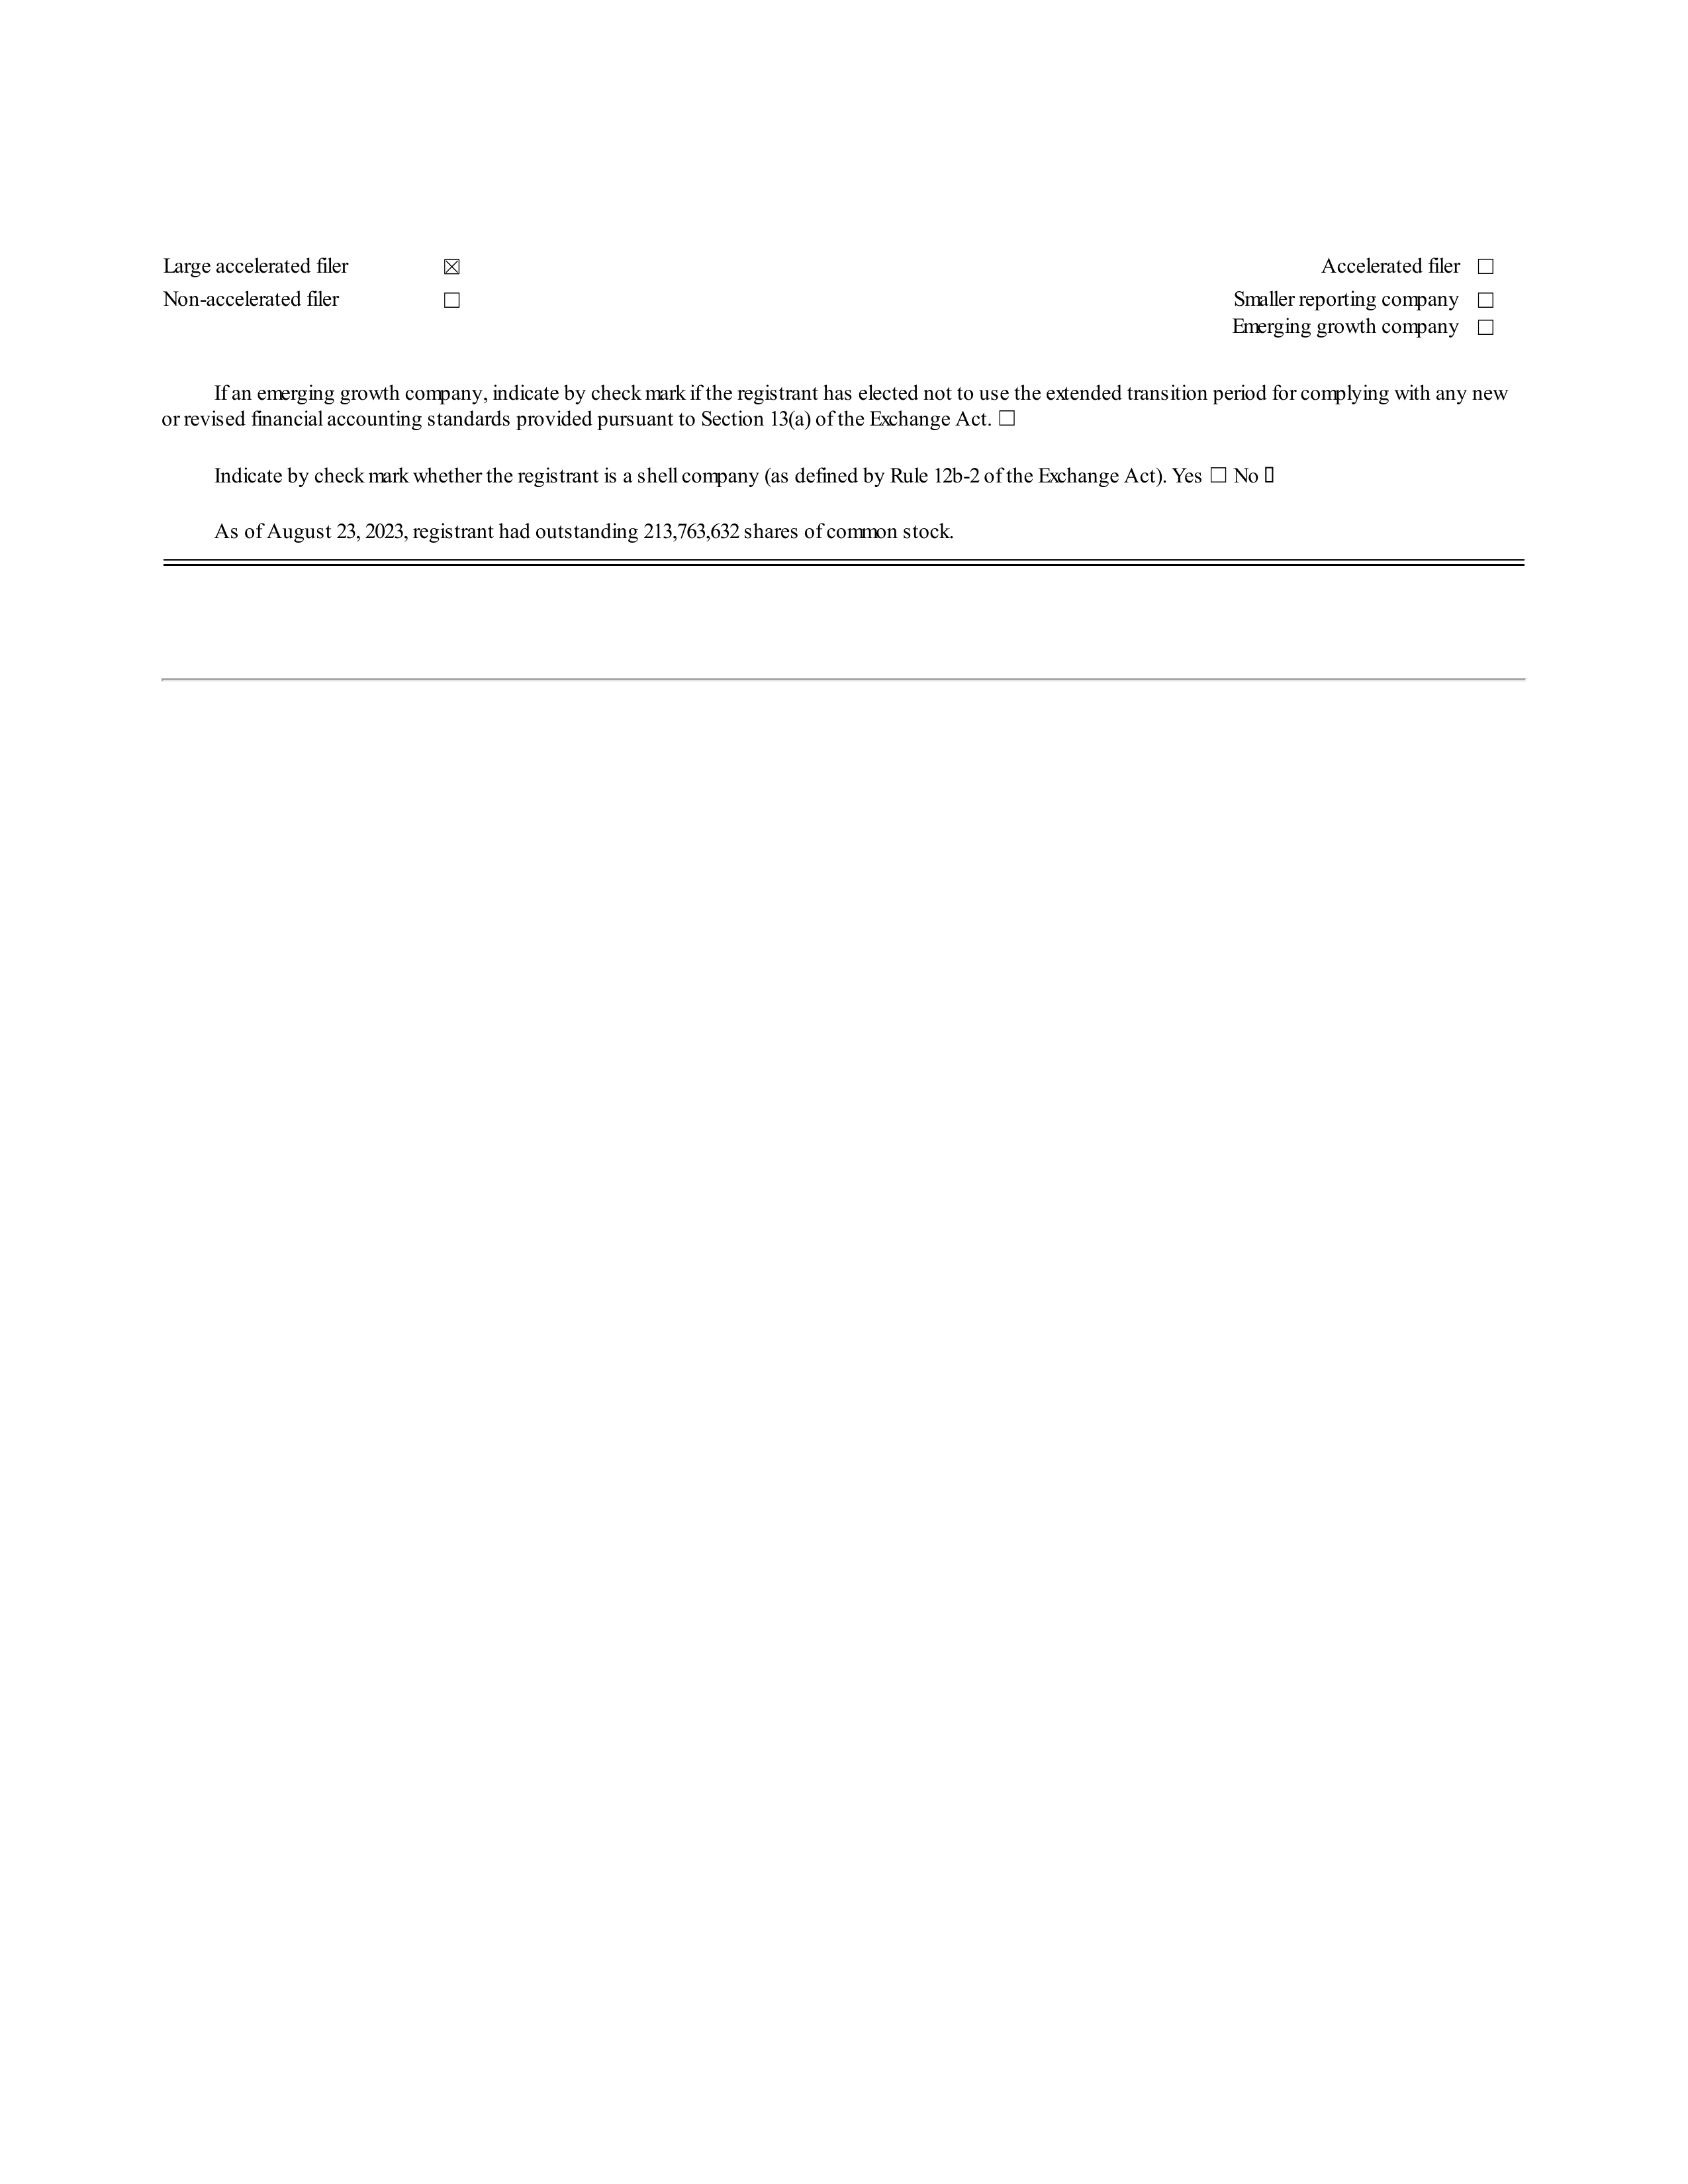 Large accelerated filer ☒ Accelerated filer ☐
Non-accelerated filer ☐ Smaller reporting company ☐
Emerging growth company ☐
If an emerging growth company, indicate by check mark if the registrant has elected not to use the extended transition period for complying with any new
or revised financial accounting standards provided pursuant to Section 13(a) of the Exchange Act. ☐
Indicate by check mark whether the registrant is a shell company (as defined by Rule 12b-2 of the Exchange Act). Yes ☐ No ▯
As of August 23, 2023, registrant had outstanding 213,763,632 shares of common stock.